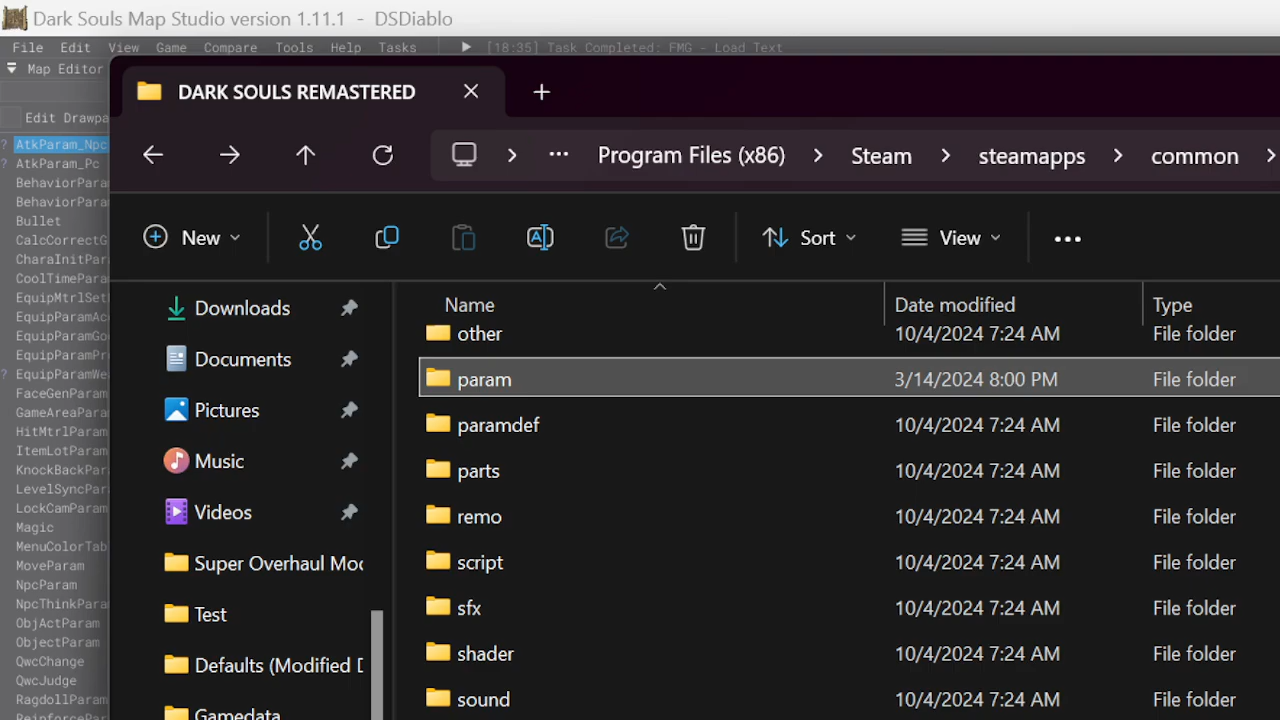 Dark Souls Map Studio version 1.11.1 - DSDiablo
File Edit View Game Compare Tools Help Tasks [18:35] Task Completed: FMG - Load Text
Map Editor
DARK SOULS REMASTERED
Edit Drawpa
? AtkParam_Npc
? AtkParam_Pc
BehaviorPara
BehaviorPara
Bullet
CalcCorrectG
CharaInitPar
CoolTimePara
EquipMtrlSet
EquipParamAc
EquipParamGo
EquipParamPr
? EquipParamWe
FaceGenParam
GameAreaPara
HitMtrlParam
ItemLotParam
KnockBackPar
LevelSyncPar
LockCamParam
Magic
MenuColorTab
MoveParam
NpcParam
NpcThinkPara
ObjActParam
ObjectParam
QwcChange
QwcJudge
RagdollParam
ReinforcePar
... > Program Files (x86) > Steam > steamapps > common >
New Sort View ...
Downloads
Documents
Pictures
Music
Videos
Super Overhaul Mo
Test
Defaults (Modified
Gamedata
Name Date modified Type
other 10/4/2024 7:24 AM File folder
param 3/14/2024 8:00 PM File folder
paramdef 10/4/2024 7:24 AM File folder
parts 10/4/2024 7:24 AM File folder
remo 10/4/2024 7:24 AM File folder
script 10/4/2024 7:24 AM File folder
sfx 10/4/2024 7:24 AM File folder
shader 10/4/2024 7:24 AM File folder
sound 10/4/2024 7:24 AM File folder